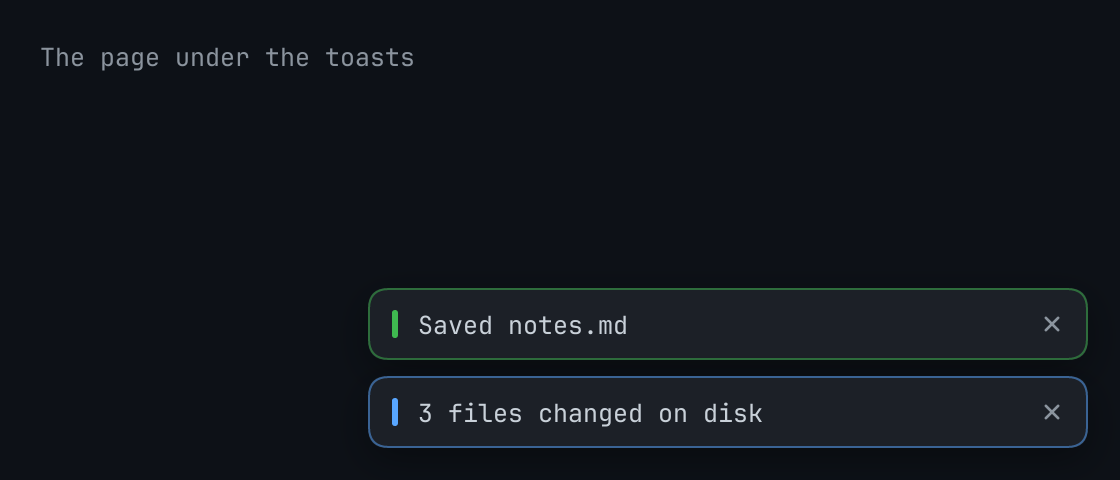 The page under the toasts
Saved notes.md
3 files changed on disk